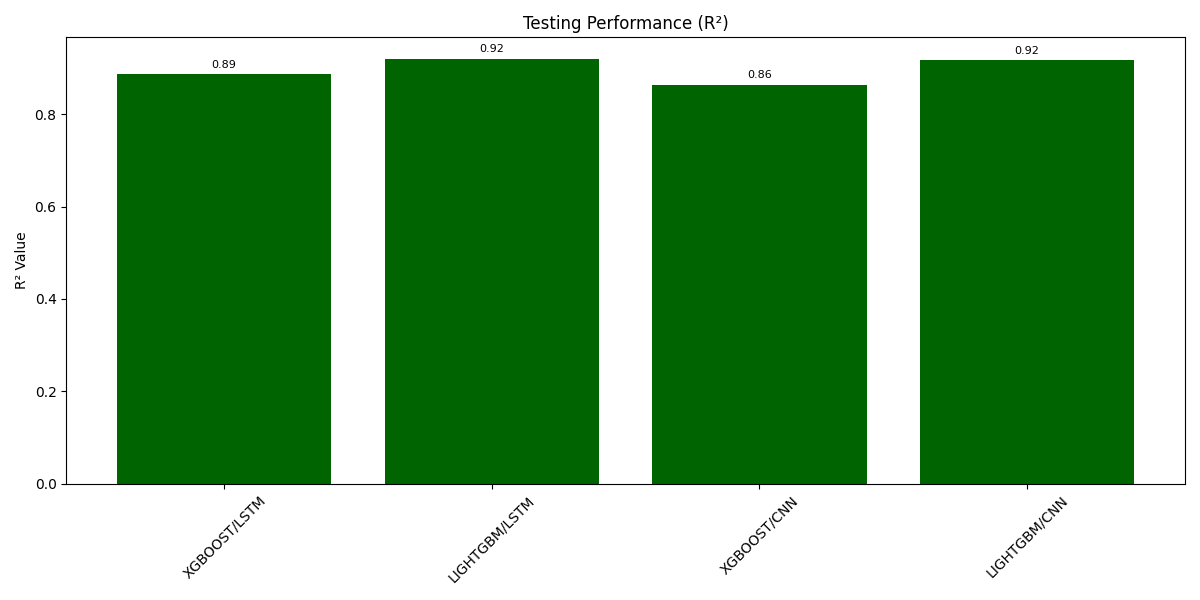 Testing Performance (R²)
0.89
0.92
0.86
0.92
R² Value
0.8
0.6
0.4
0.2
0.0
XGBOOST/LSTM
LIGHTGBM/LSTM
XGBOOST/CNN
LIGHTGBM/CNN